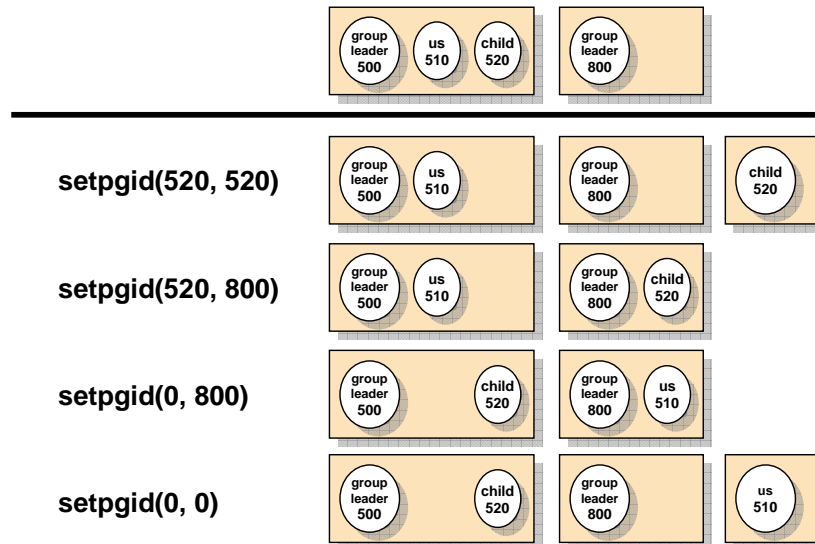 group
leader
500
us
510
child
520
group
leader
800
setpgid(520, 520)
group
leader
500
us
510
group
leader
800
child
520
setpgid(520, 800)
group
leader
500
us
510
group
leader
800
child
520
setpgid(0, 800)
group
leader
500
child
520
group
leader
800
us
510
setpgid(0, 0)
group
leader
500
child
520
group
leader
800
us
510